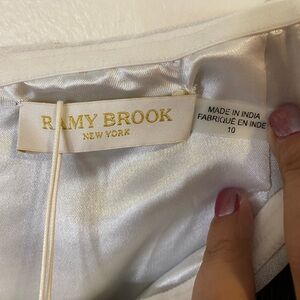 RAMY BROOK
NEW YORK
MADE IN INDIA
FABRIQUÉ EN INDE
10